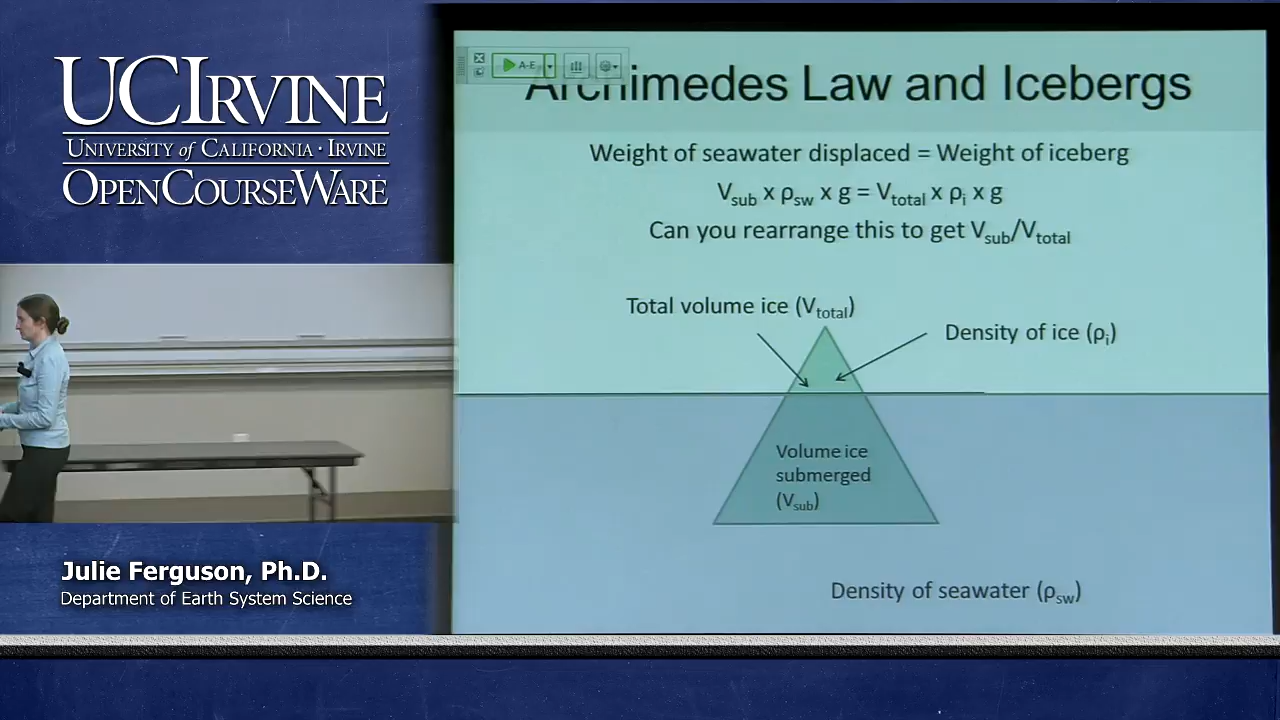 UCIRVINE
UNIVERSITY of CALIFORNIA · IRVINE
OPENCOURSEWARE
Julie Ferguson, Ph.D.
Department of Earth System Science
A-E
Archimedes Law and Icebergs
Weight of seawater displaced = Weight of iceberg
Vsub x ρsw x g = Vtotal x ρi x g
Can you rearrange this to get Vsub/Vtotal
Total volume ice (Vtotal)
Density of ice (ρi)
Volume ice
submerged
(Vsub)
Density of seawater (ρsw)